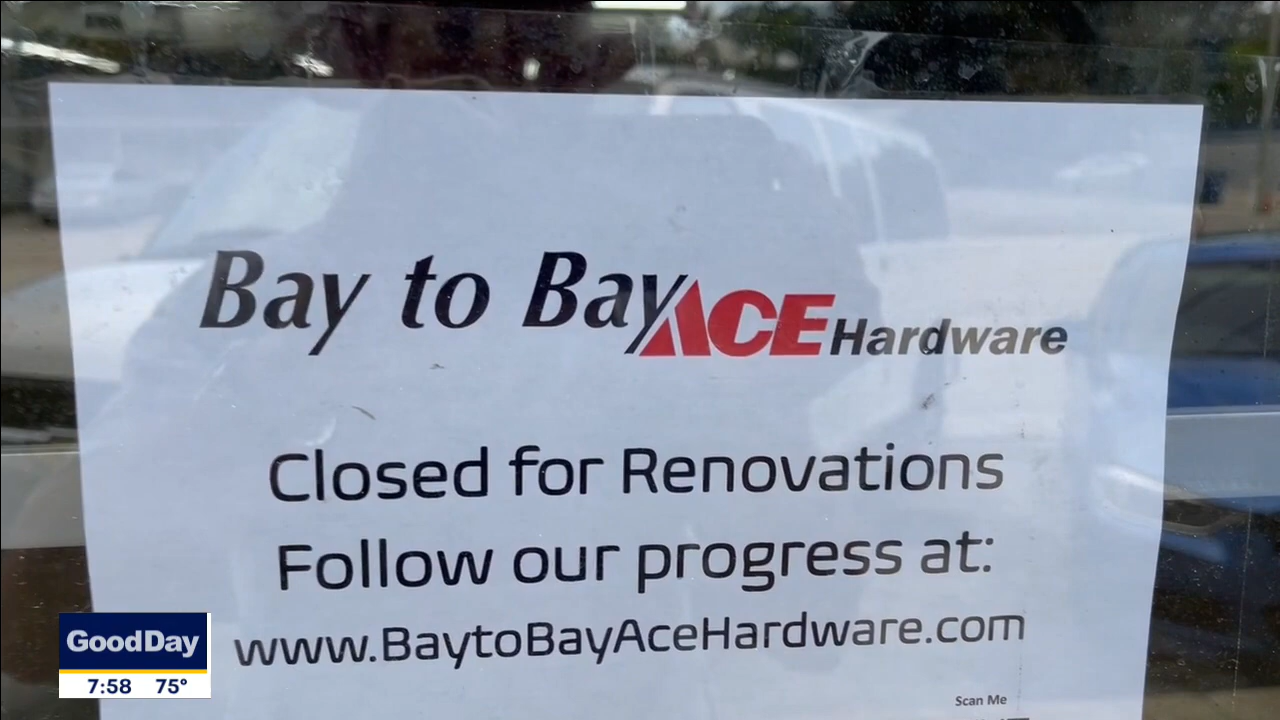 Bay to Bay ACE Hardware
Closed for Renovations
Follow our progress at:
www.BaytoBayAceHardware.com
Scan Me
GoodDay
7:58 75°